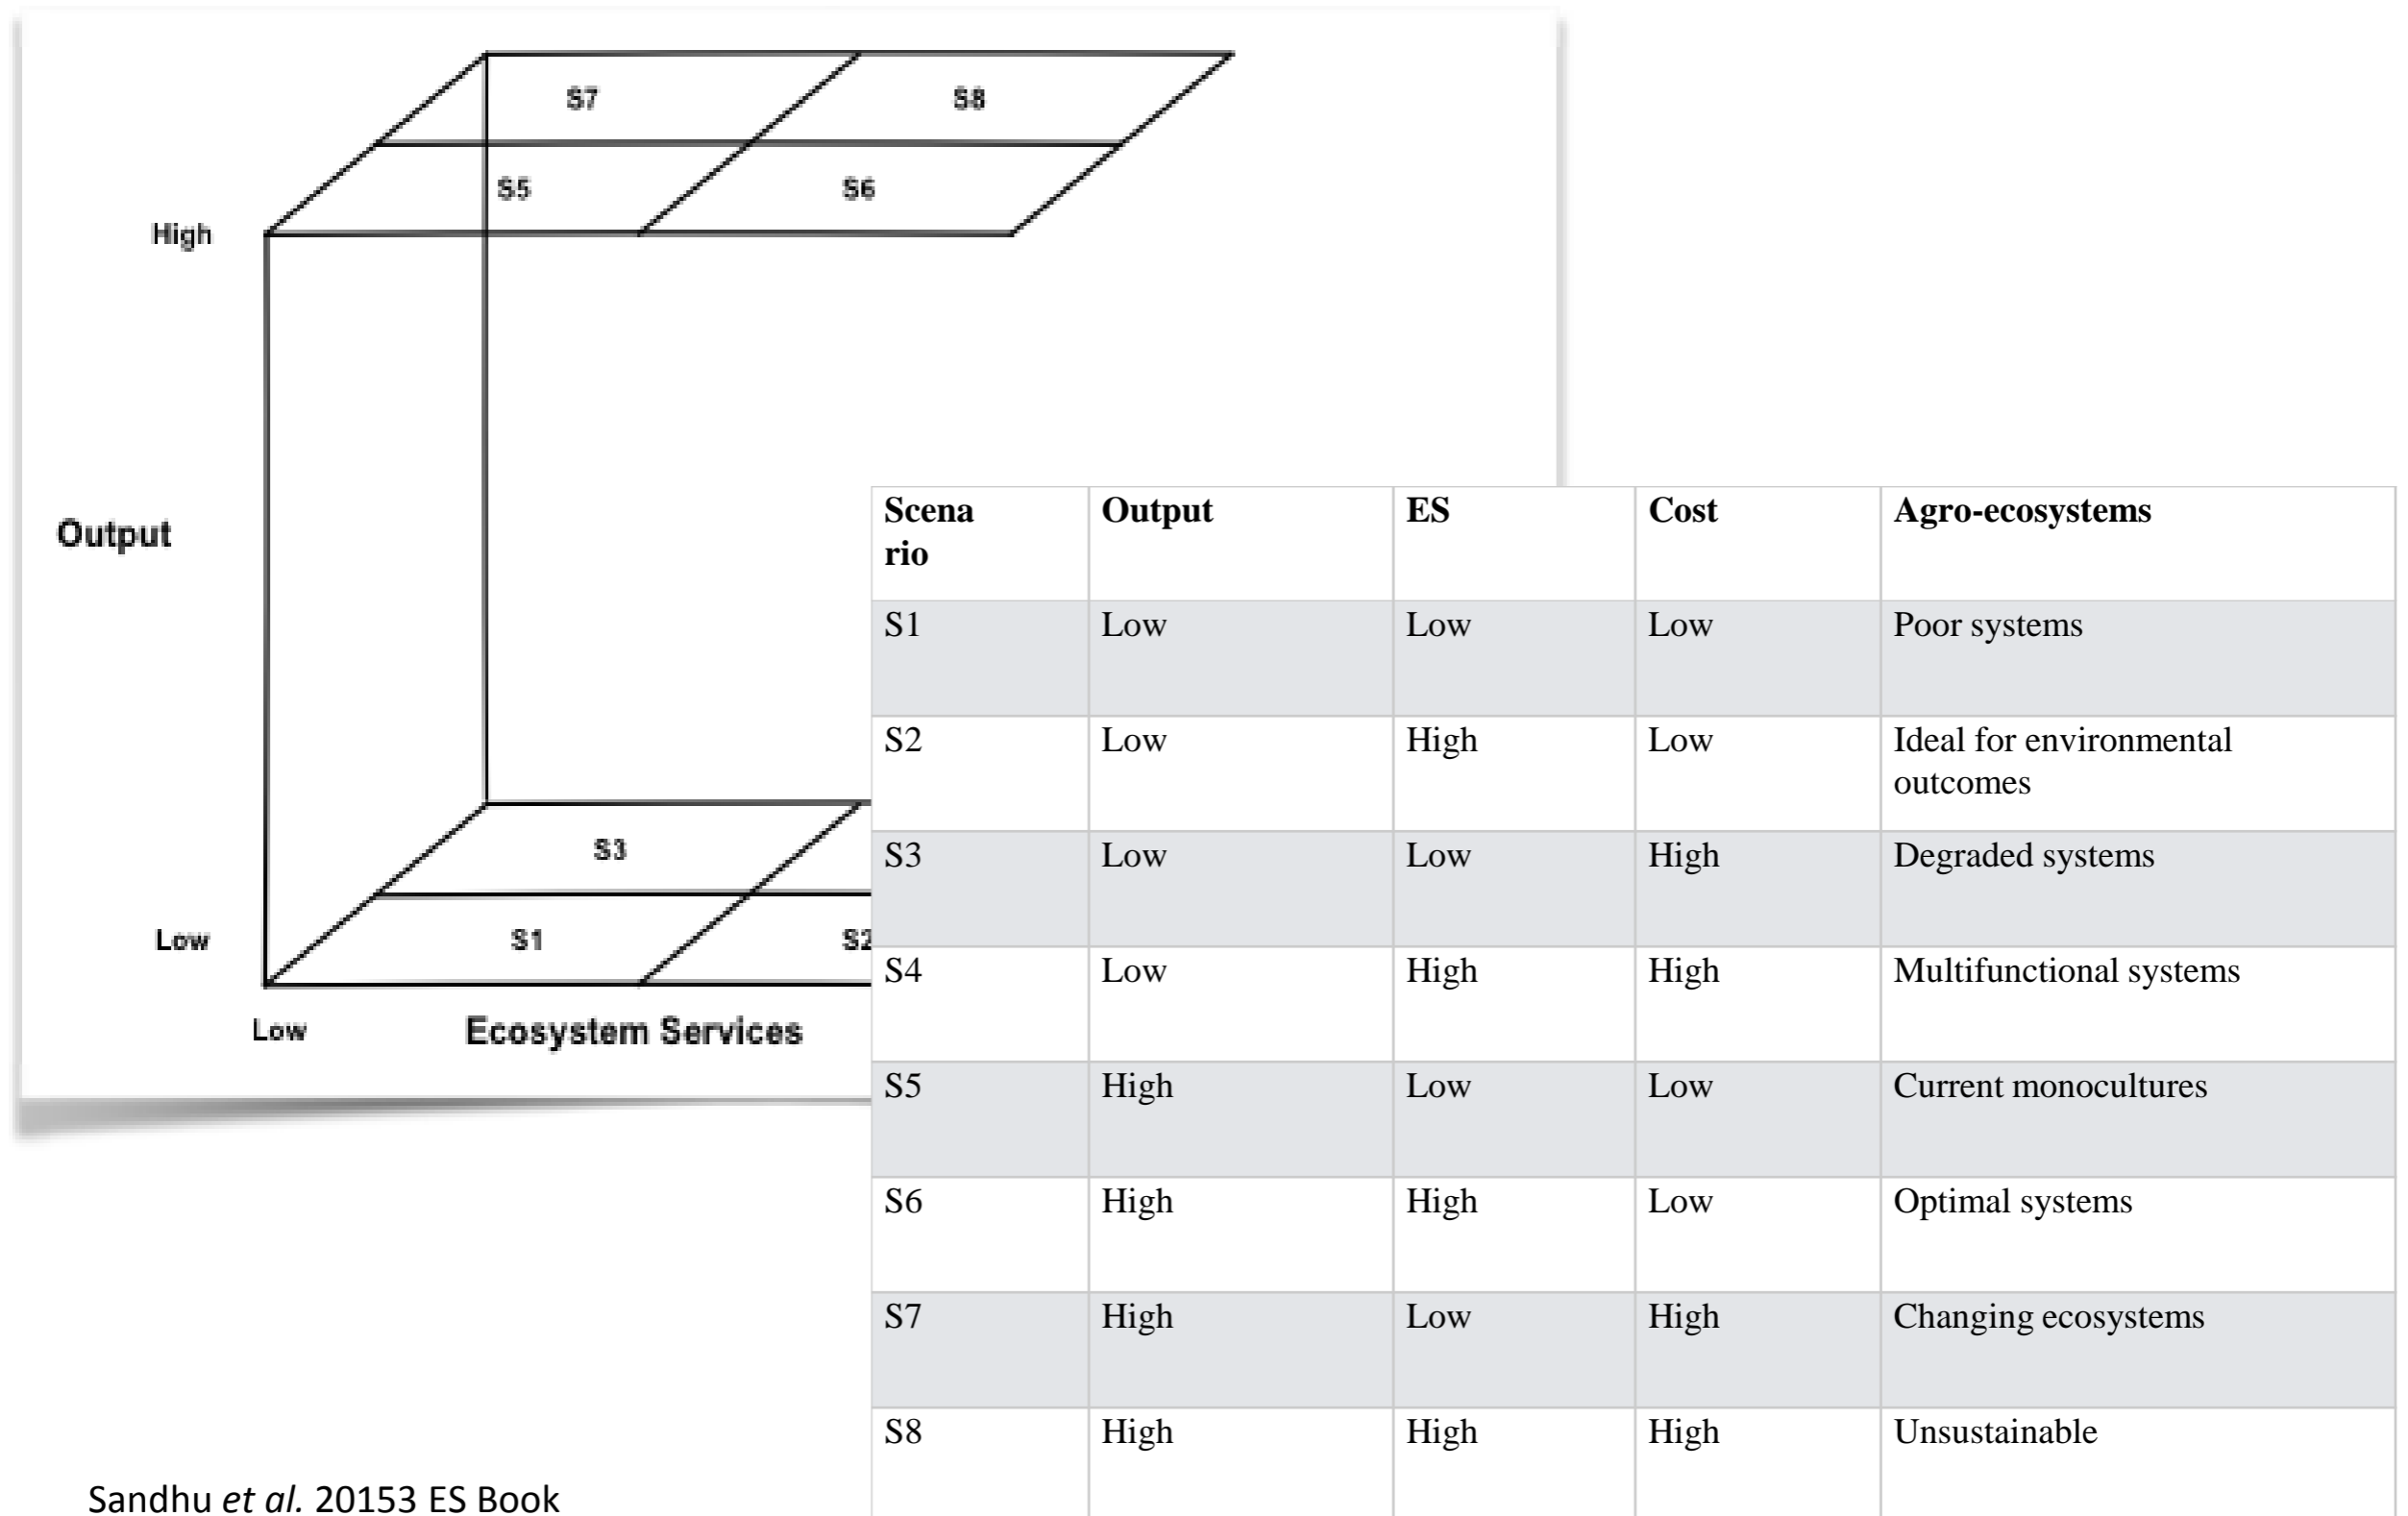 S7 S8
S5 S6
High
Output
S3
Low S1 S2
Low Ecosystem Services
Scena rio Output ES Cost Agro-ecosystems
S1 Low Low Low Poor systems
S2 Low High Low Ideal for environmental
outcomes
S3 Low Low High Degraded systems
S4 Low High High Multifunctional systems
S5 High Low Low Current monocultures
S6 High High Low Optimal systems
S7 High Low High Changing ecosystems
S8 High High High Unsustainable
Sandhu et al. 20153 ES Book